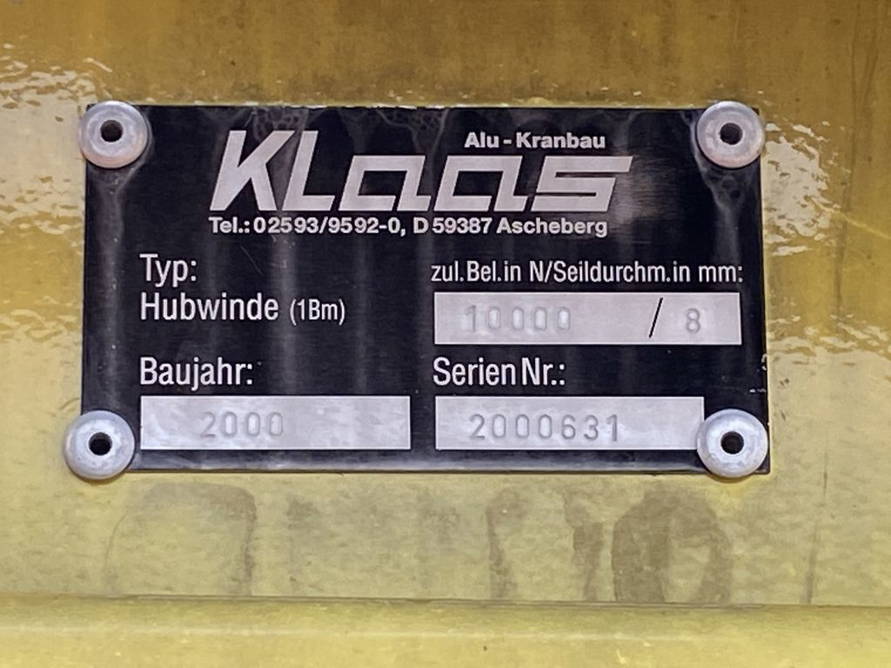 Alu - Kranbau
KLaas
Tel.: 02593/9592-0, D 59387 Ascheberg
Typ:
Hubwinde (1Bm)
zul.Bel.in N/Seildurchm.in mm:
10000 / 8
Baujahr:
2000
Serien Nr.:
2000631